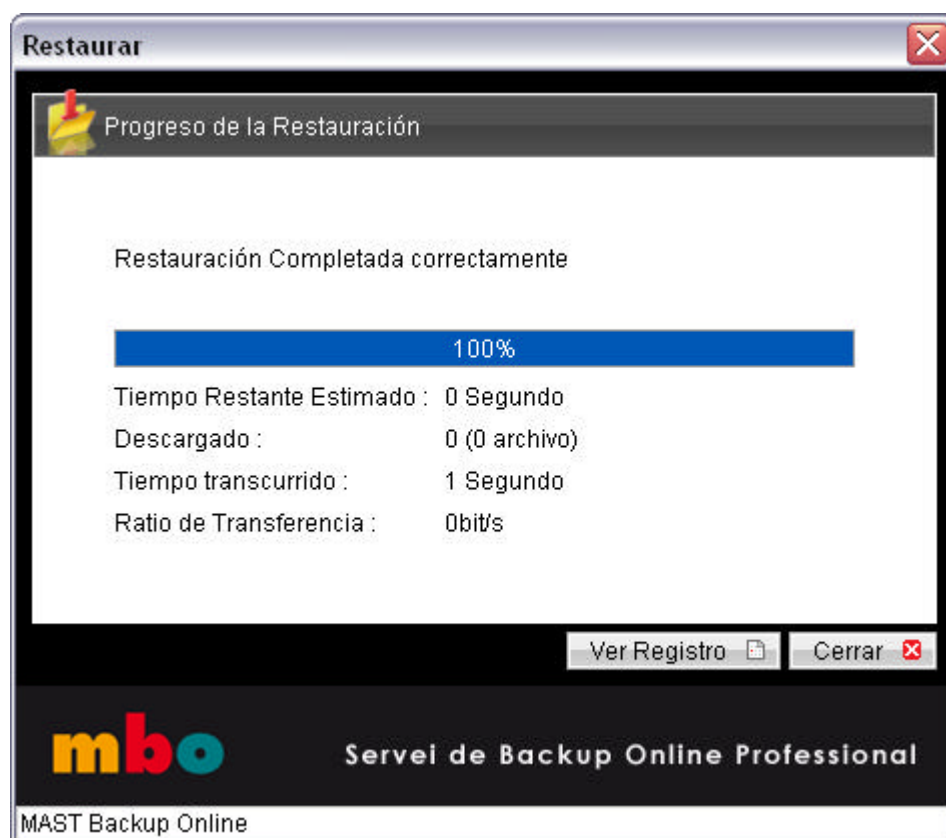 Restaurar
Progreso de la Restauración
Restauración Completada correctamente
100%
Tiempo Restante Estimado : 0 Segundo
Descargado : 0 (0 archivo)
Tiempo transcurrido : 1 Segundo
Ratio de Transferencia : 0bit/s
Ver Registro Cerrar
mbo Servei de Backup Online Professional
MAST Backup Online